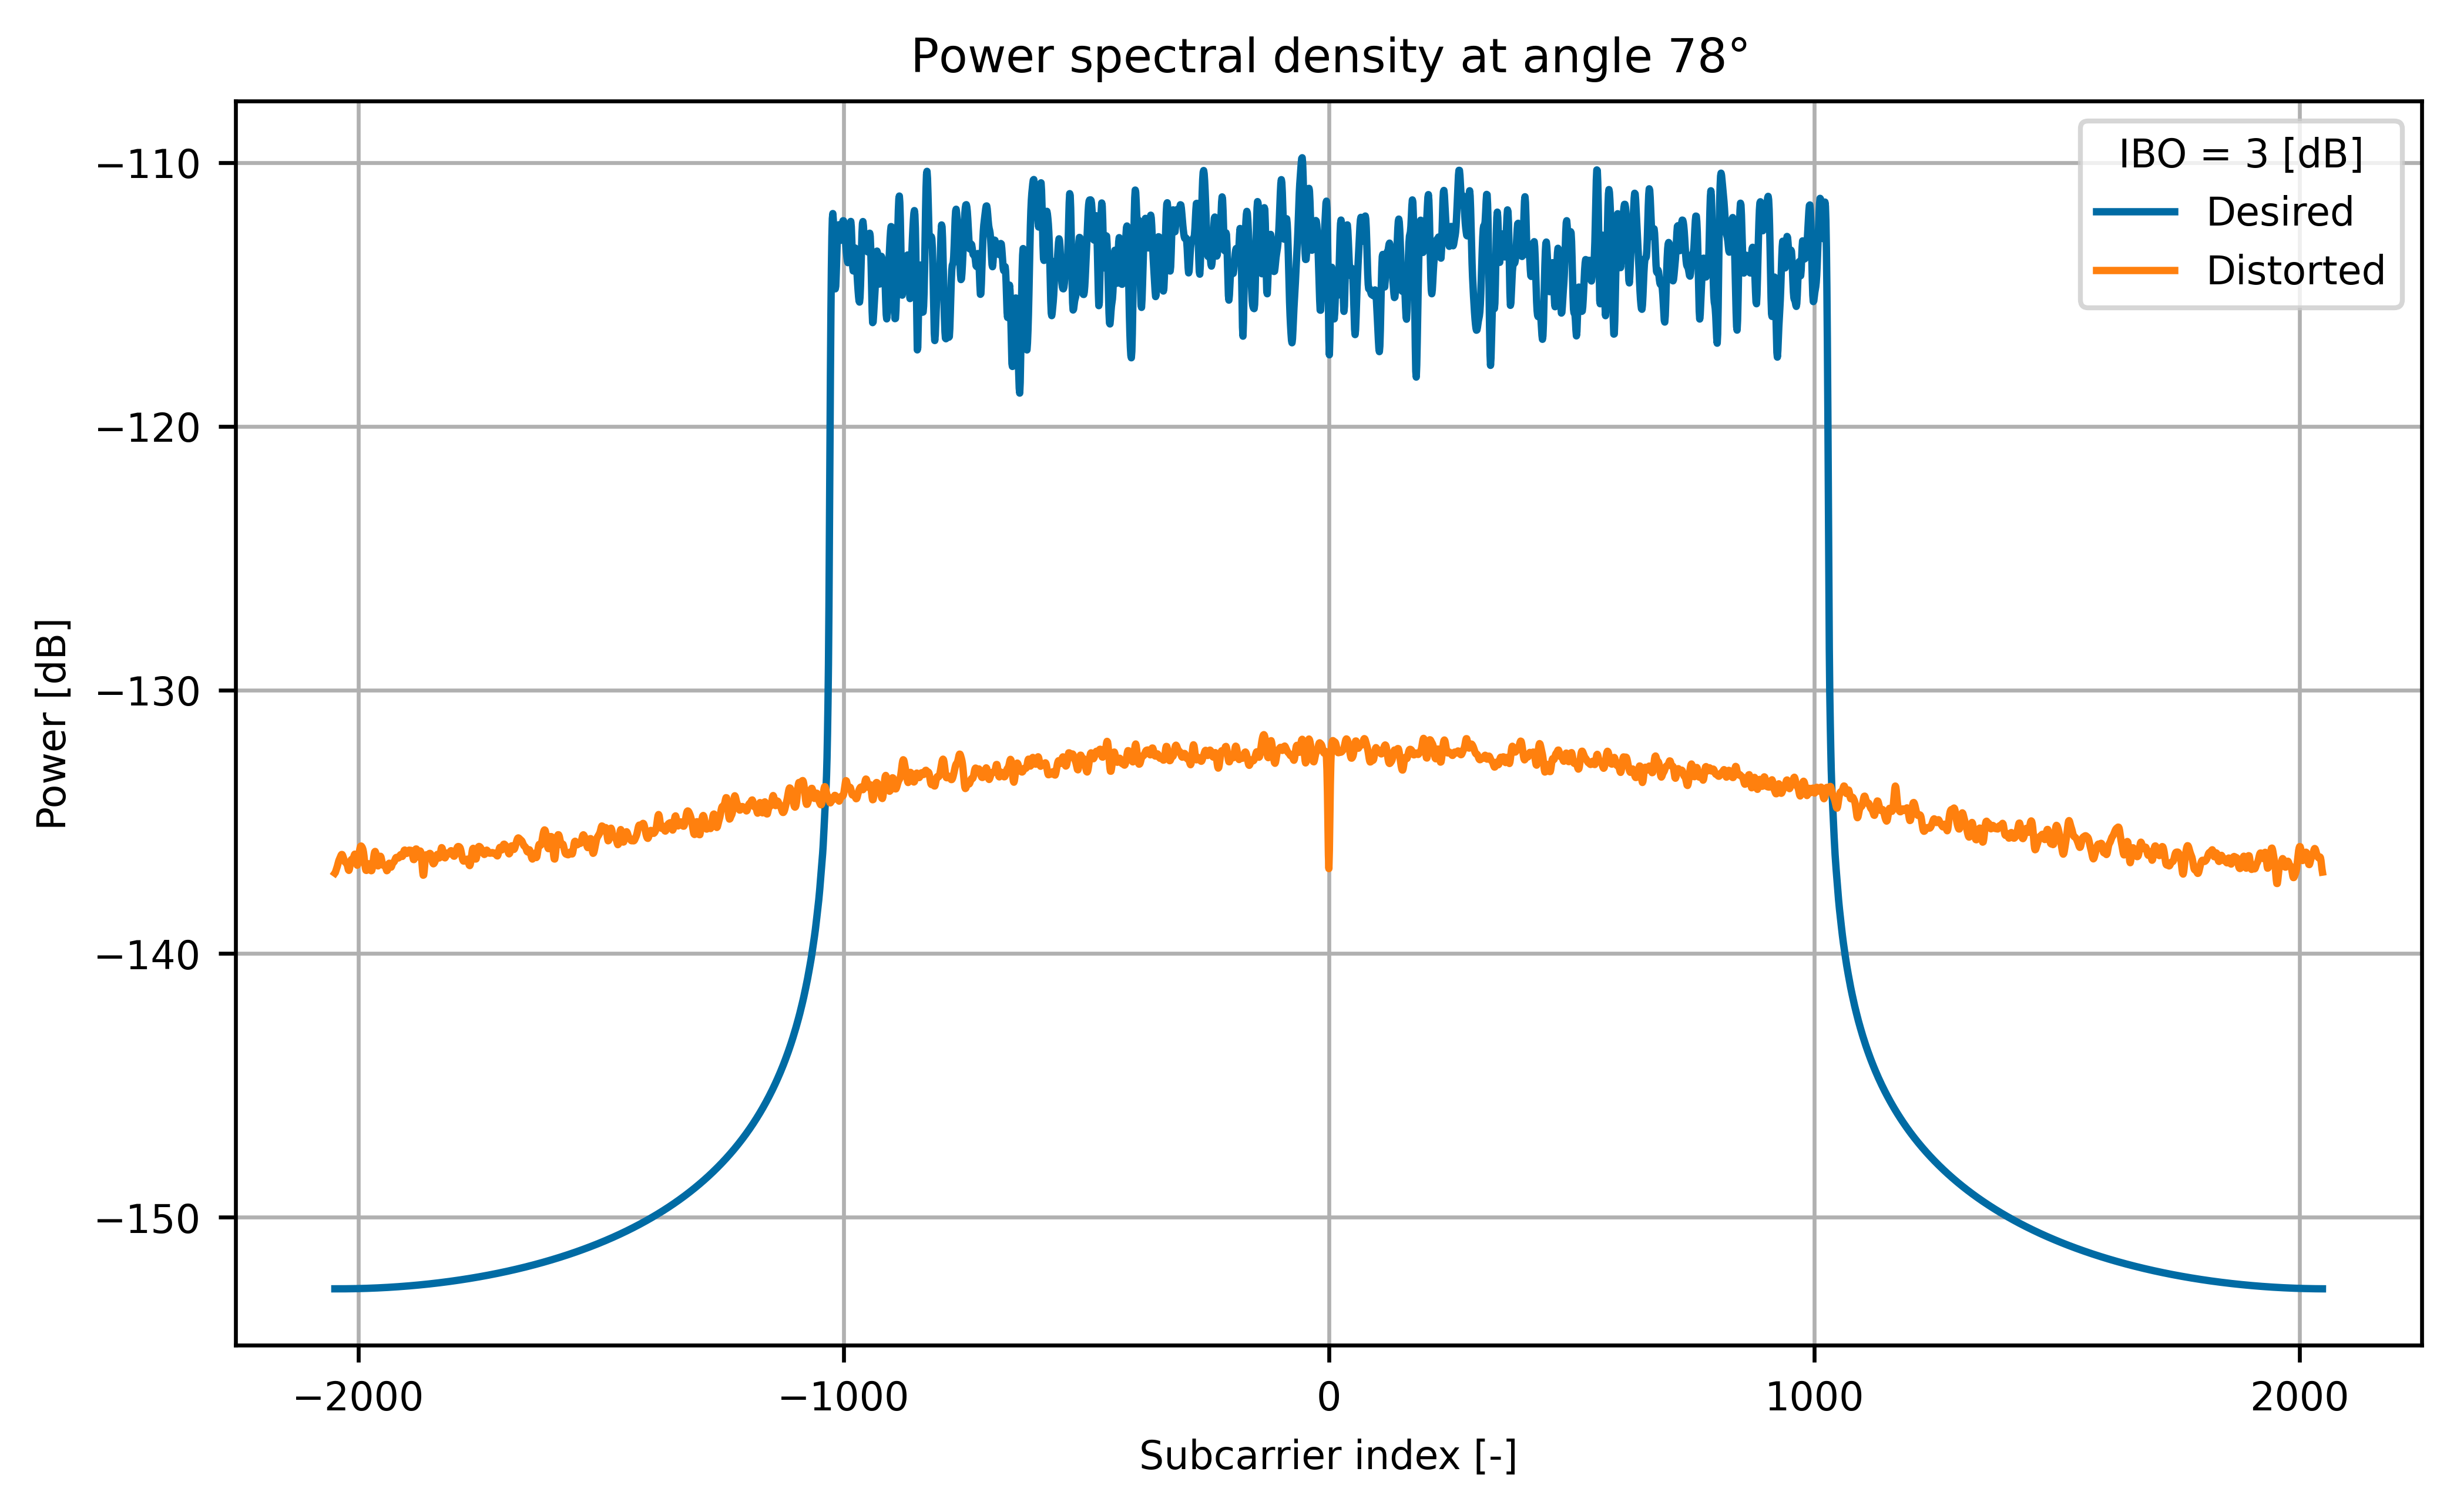 Power spectral density at angle 78°
IBO = 3 [dB]
Desired
Distorted
Power [dB]
−110
−120
−130
−140
−150
−2000
−1000
0
1000
2000
Subcarrier index [-]